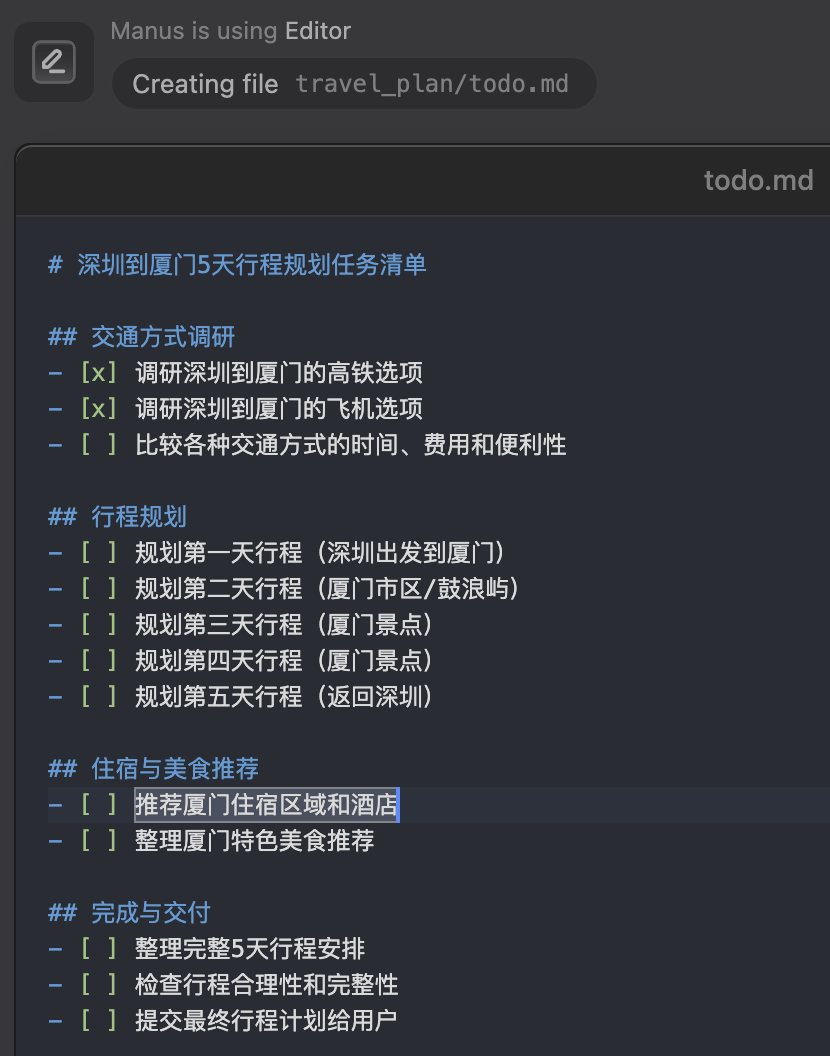 Manus is using Editor
Creating file travel_plan/todo.md
todo.md
# 深圳到厦门5天行程规划任务清单
## 交通方式调研
- [x] 调研深圳到厦门的高铁选项
- [x] 调研深圳到厦门的飞机选项
- [ ] 比较各种交通方式的时间、费用和便利性
## 行程规划
- [ ] 规划第一天行程（深圳出发到厦门）
- [ ] 规划第二天行程（厦门市区/鼓浪屿）
- [ ] 规划第三天行程（厦门景点）
- [ ] 规划第四天行程（厦门景点）
- [ ] 规划第五天行程（返回深圳）
## 住宿与美食推荐
- [ ] 推荐厦门住宿区域和酒店
- [ ] 整理厦门特色美食推荐
## 完成与交付
- [ ] 整理完整5天行程安排
- [ ] 检查行程合理性和完整性
- [ ] 提交最终行程计划给用户